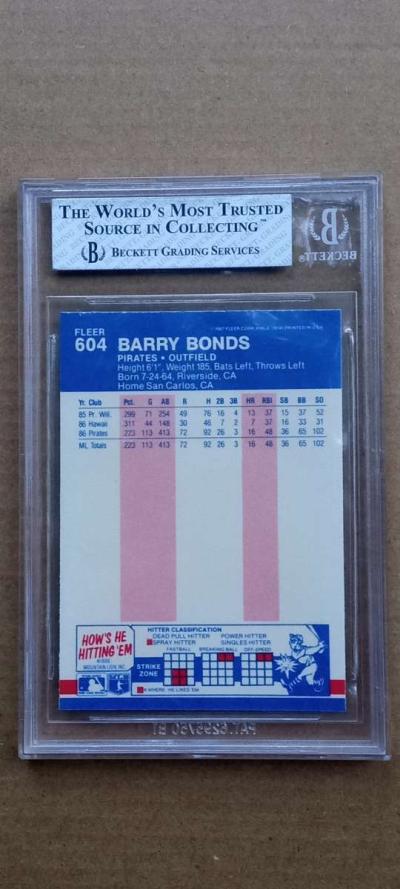 THE WORLD'S MOST TRUSTED
SOURCE IN COLLECTING™
B BECKETT GRADING SERVICES
B
BECKETT®
FLEER
604 BARRY BONDS
PIRATES • OUTFIELD
Height 6'1", Weight 185, Bats Left, Throws Left
Born 7-24-64, Riverside, CA
Home San Carlos, CA
Yr. Club Pct. G AB R H 2B 3B HR RBI SB BB SO
85 Pr. Will. 299 71 254 49 76 16 4 13 37 15 37 52
86 Hawaii 311 44 148 30 46 7 2 7 37 16 33 31
86 Pirates 223 113 413 72 92 26 3 16 48 36 65 102
ML Totals 223 113 413 72 92 26 3 16 48 36 65 102
HOW'S HE
HITTING 'EM
©1986
MOUNTAIN LION, INC.
HITTER CLASSIFICATION
DEAD PULL HITTER POWER HITTER
SPRAY HITTER SINGLES HITTER
FASTBALL BREAKING BALL OFF-SPEED
STRIKE
ZONE
= WHERE HE LIKES 'EM